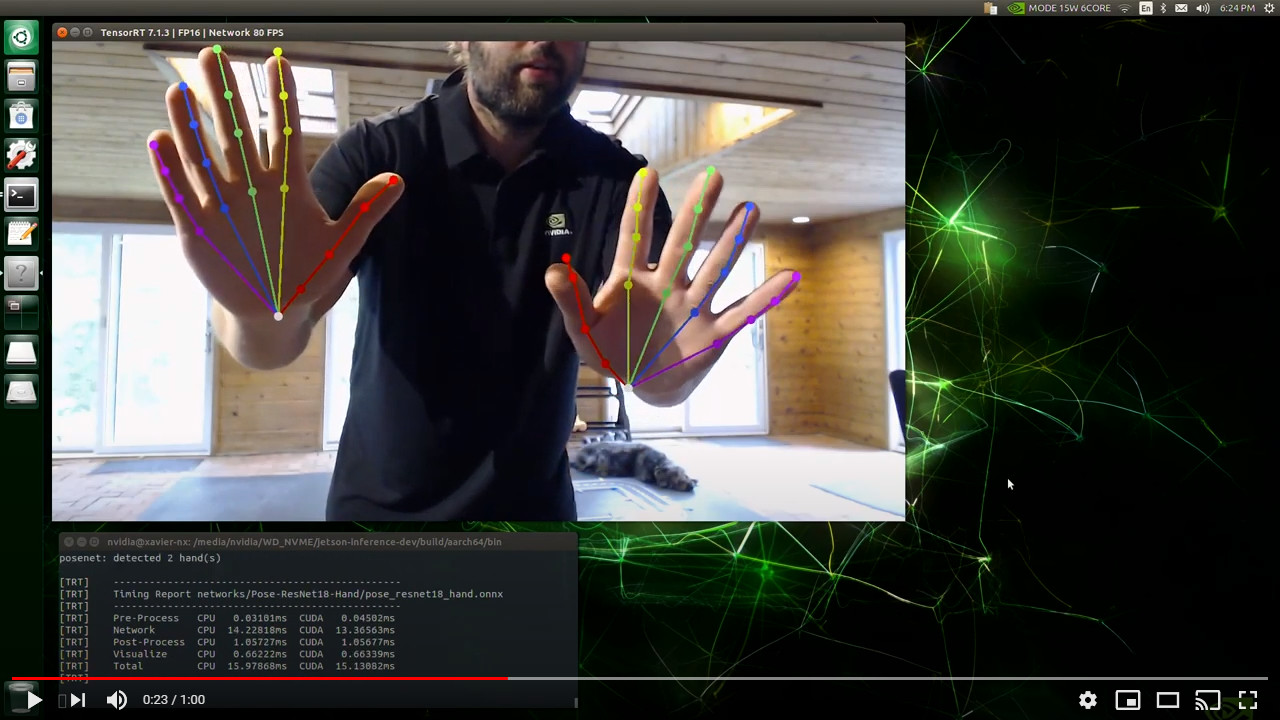 MODE 15W 6CORE En 6:24 PM
TensorRT 7.1.3 | FP16 | Network 80 FPS
NVIDIA
nvidia@xavier-nx: /media/nvidia/WD_NVME/jetson-inference-dev/build/aarch64/bin
posenet: detected 2 hand(s)
[TRT] ------------------------------------------------
[TRT] Timing Report networks/Pose-ResNet18-Hand/pose_resnet18_hand.onnx
[TRT] ------------------------------------------------
[TRT] Pre-Process CPU 0.03101ms CUDA 0.04502ms
[TRT] Network CPU 14.22818ms CUDA 13.36563ms
[TRT] Post-Process CPU 1.05727ms CUDA 1.05677ms
[TRT] Visualize CPU 0.66222ms CUDA 0.66339ms
[TRT] Total CPU 15.97868ms CUDA 15.13082ms
[TRT]
0:23 / 1:00